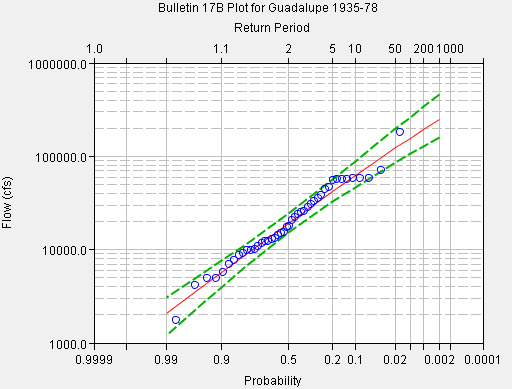 Bulletin 17B Plot for Guadalupe 1935-78
Return Period
1.0 1.1 2 5 10 50 200 1000
1000000.0
100000.0
10000.0
1000.0
Flow (cfs)
0.9999 0.99 0.9 0.5 0.2 0.1 0.02 0.002 0.0001
Probability